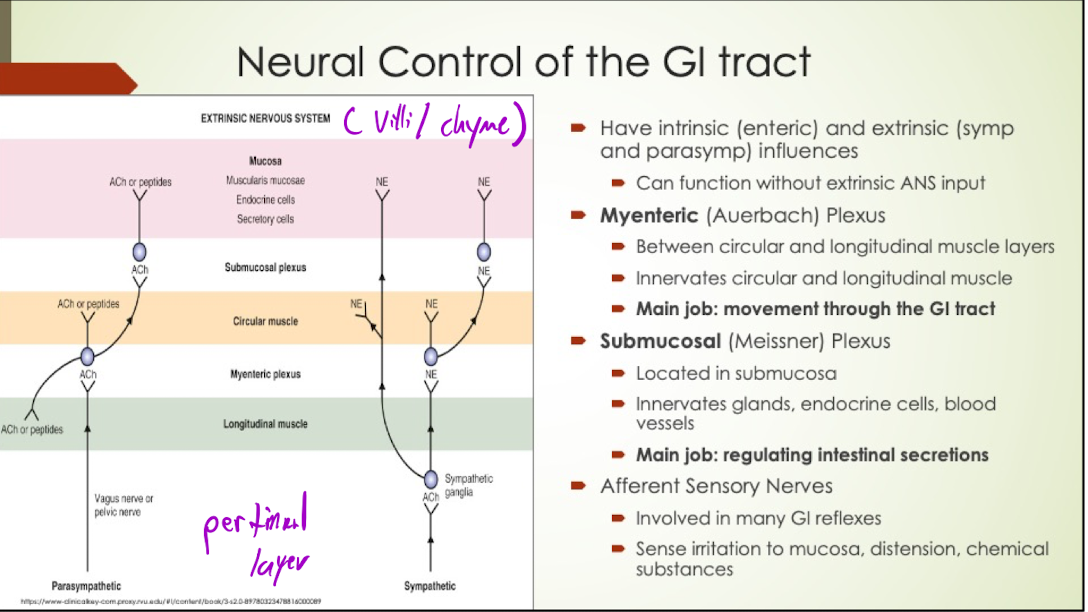 Neural Control of the GI tract
EXTRINSIC NERVOUS SYSTEM (villi / chyme)
Mucosa
ACh or peptides
Muscularis mucosae
NE
NE
Endocrine cells
Secretory cells
ACh
Submucosal plexus
NE
ACh or peptides
NE
NE
Circular muscle
ACh
Myenteric plexus
NE
ACh or peptides
Longitudinal muscle
Sympathetic
ganglia
ACh
Vagus nerve or
pelvic nerve
layer
Parasympathetic
Sympathetic
https://www-clinicalkey-com.proxy.rvu.edu/#!/content/book/3-s2.0-B9780323478816000089
Have intrinsic (enteric) and extrinsic (symp
and parasymp) influences
Can function without extrinsic ANS input
Myenteric (Auerbach) Plexus
Between circular and longitudinal muscle layers
Innervates circular and longitudinal muscle
Main job: movement through the GI tract
Submucosal (Meissner) Plexus
Located in submucosa
Innervates glands, endocrine cells, blood
vessels
Main job: regulating intestinal secretions
Afferent Sensory Nerves
Involved in many GI reflexes
Sense irritation to mucosa, distension, chemical
substances